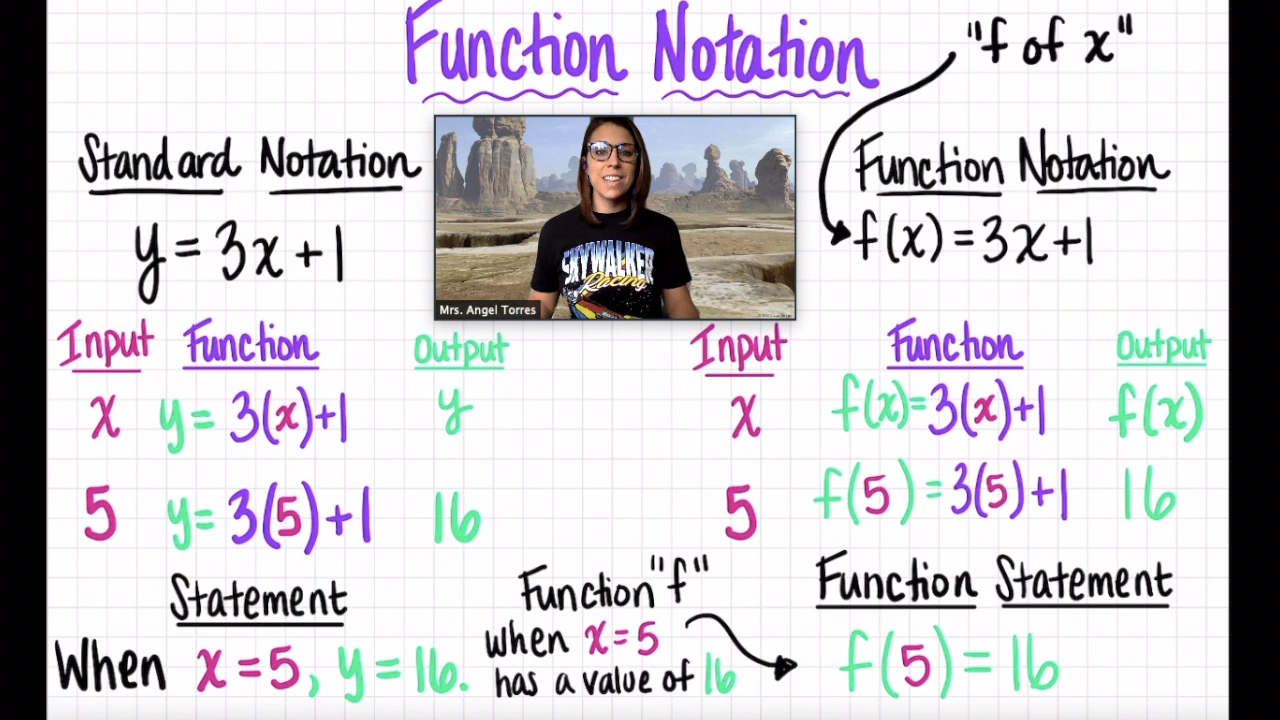 Function Notation
"f of x"
Standard Notation
y = 3x + 1
Function Notation
f(x) = 3x+1
SKYWALKER
Racing
Mrs. Angel Torres
Input Function Output
x y = 3(x)+1 y
5 y = 3(5)+1 16
Input Function Output
x f(x) = 3(x)+1 f(x)
5 f(5) = 3(5)+1 16
Statement
When x = 5, y = 16.
Function "f"
when x = 5
has a value of 16
Function Statement
f(5) = 16